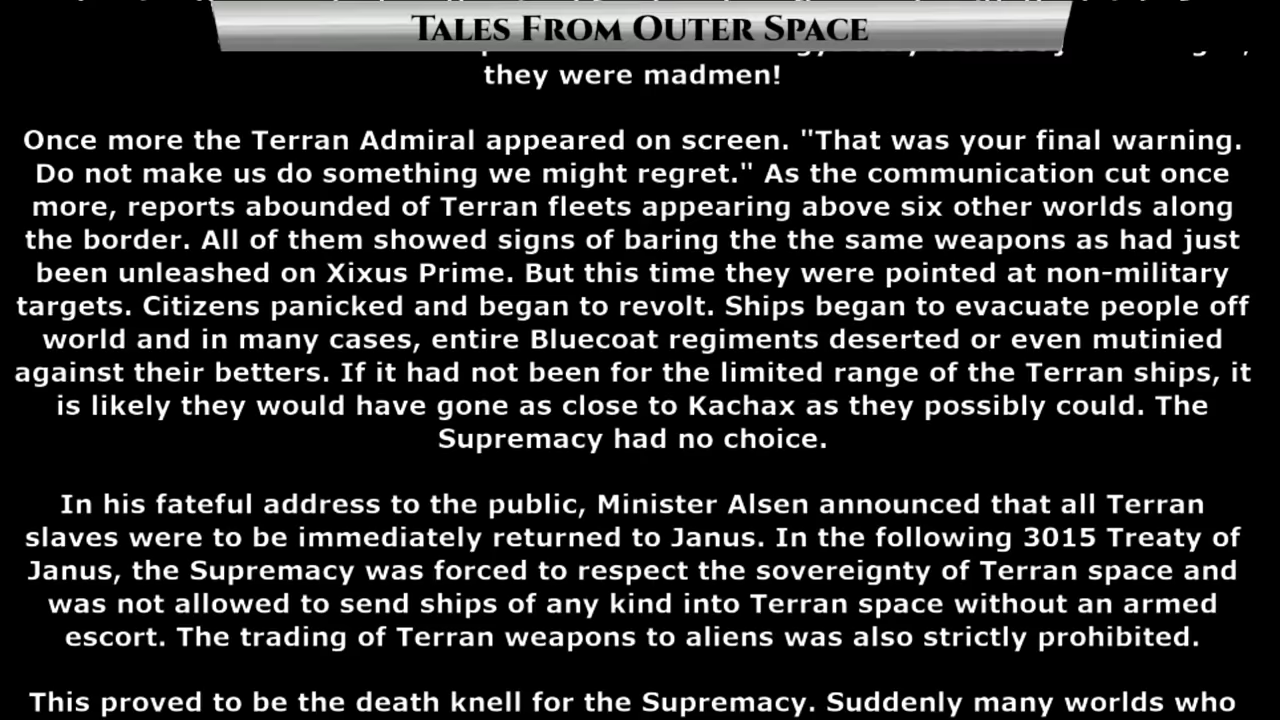 TALES FROM OUTER SPACE
they were madmen!
Once more the Terran Admiral appeared on screen. "That was your final warning.
Do not make us do something we might regret." As the communication cut once
more, reports abounded of Terran fleets appearing above six other worlds along
the border. All of them showed signs of baring the the same weapons as had just
been unleashed on Xixus Prime. But this time they were pointed at non-military
targets. Citizens panicked and began to revolt. Ships began to evacuate people off
world and in many cases, entire Bluecoat regiments deserted or even mutinied
against their betters. If it had not been for the limited range of the Terran ships, it
is likely they would have gone as close to Kachax as they possibly could. The
Supremacy had no choice.
In his fateful address to the public, Minister Alsen announced that all Terran
slaves were to be immediately returned to Janus. In the following 3015 Treaty of
Janus, the Supremacy was forced to respect the sovereignty of Terran space and
was not allowed to send ships of any kind into Terran space without an armed
escort. The trading of Terran weapons to aliens was also strictly prohibited.
This proved to be the death knell for the Supremacy. Suddenly many worlds who